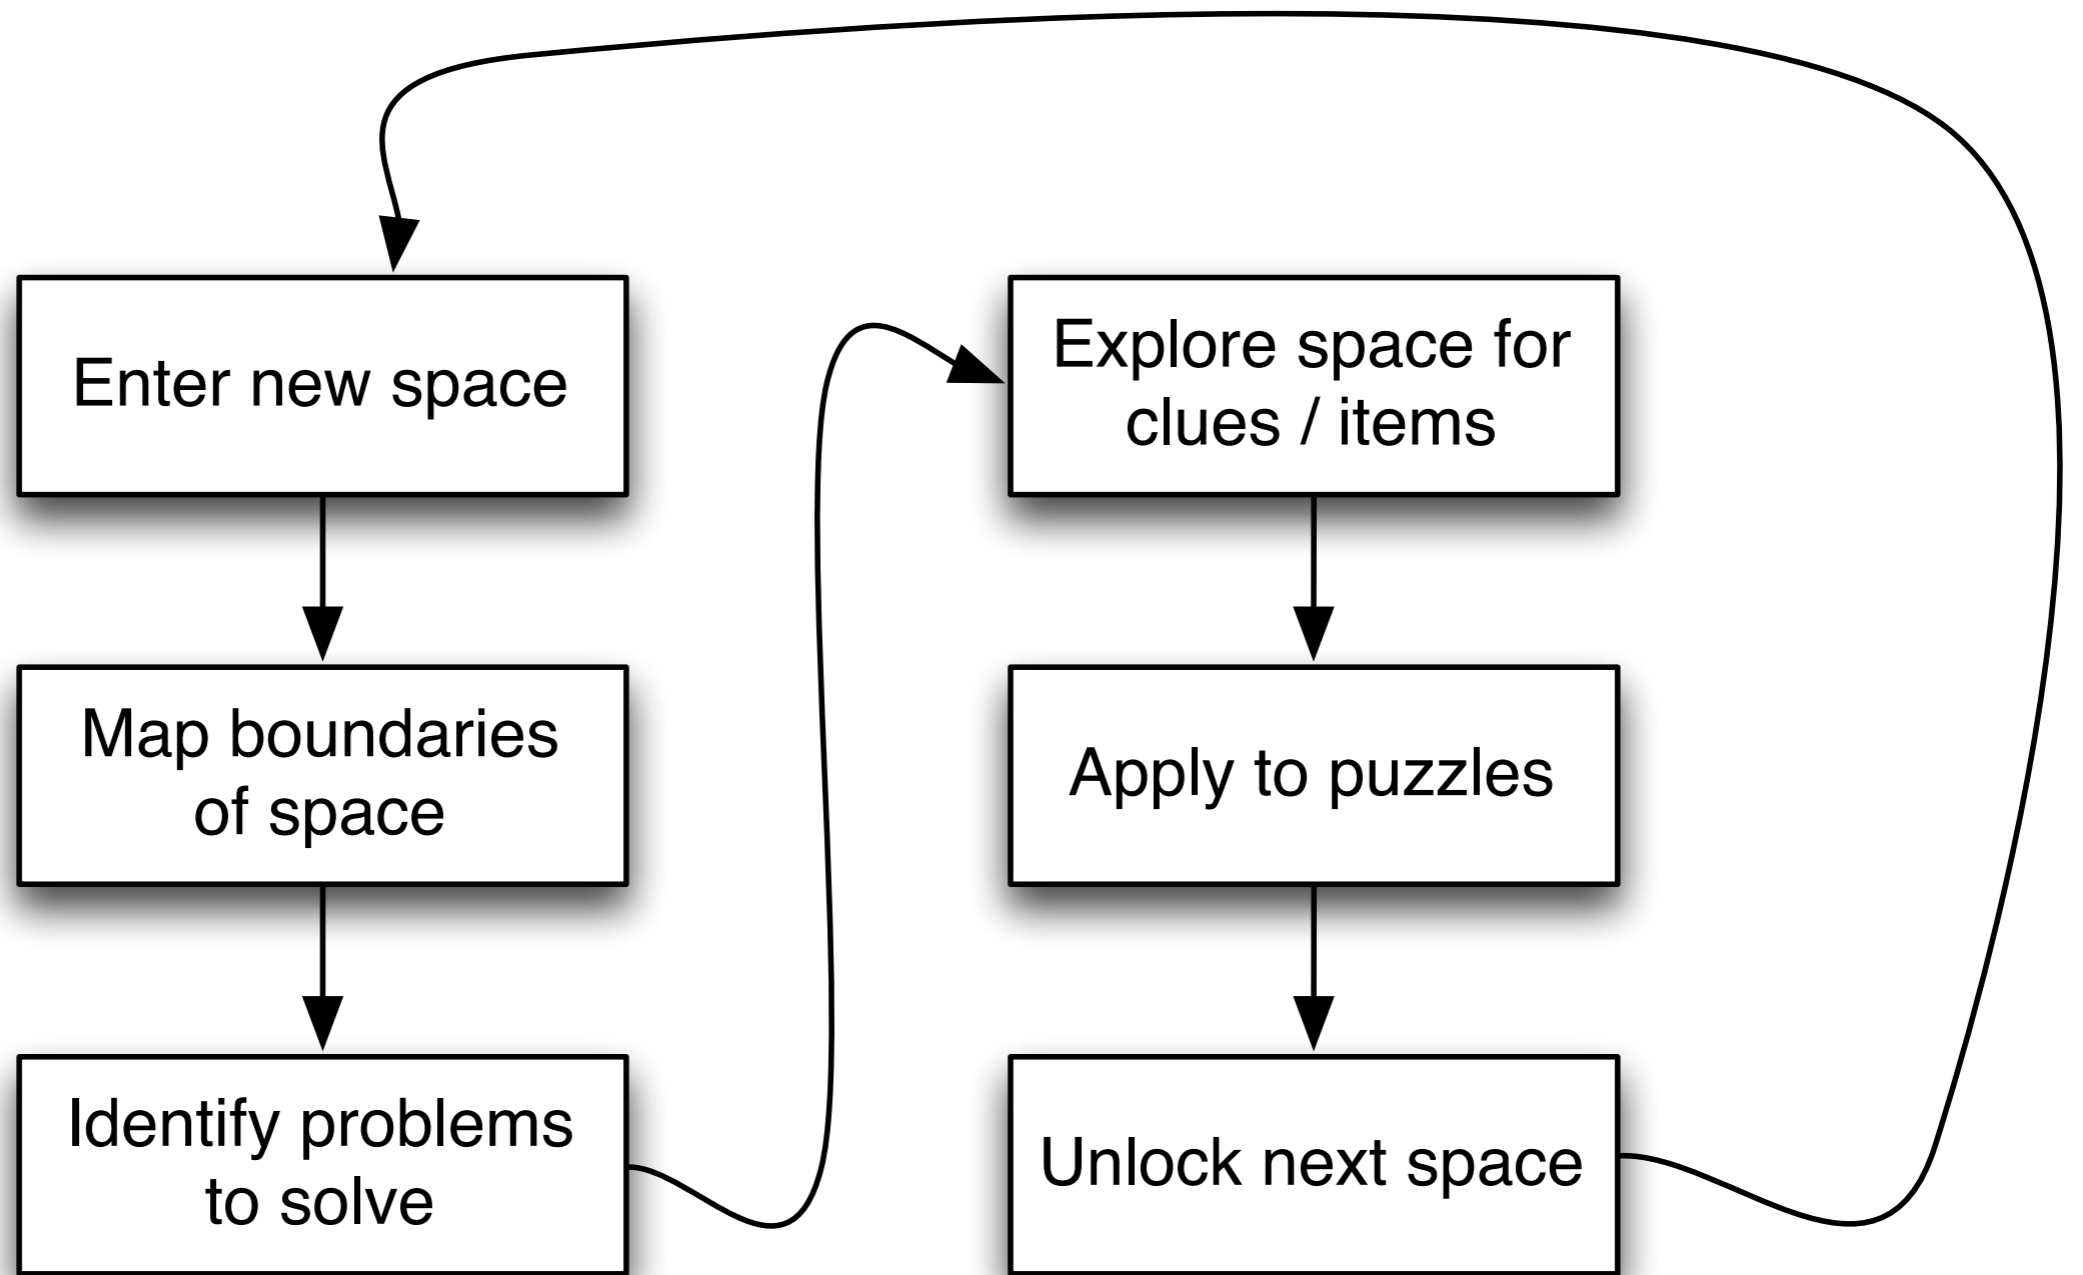 Enter new space
Map boundaries
of space
Identify problems
to solve
Explore space for
clues / items
Apply to puzzles
Unlock next space